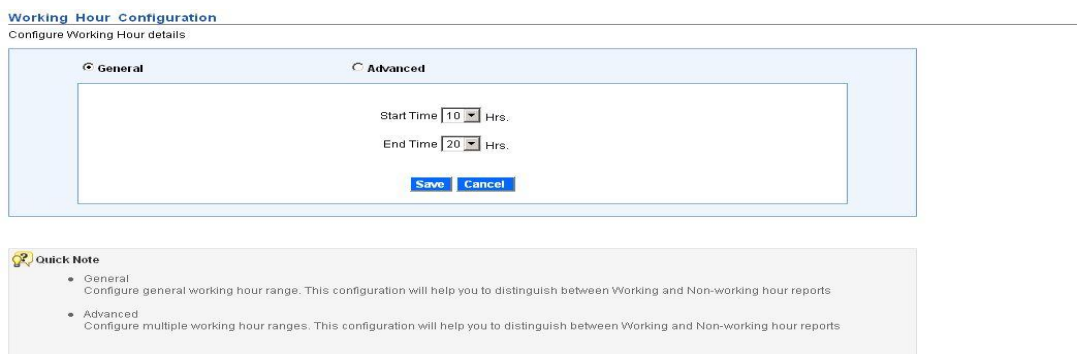 Working Hour Configuration
Configure Working Hour details
General Advanced
Start Time 10 Hrs.
End Time 20 Hrs.
Save Cancel
Quick Note
• General
Configure general working hour range. This configuration will help you to distinguish between Working and Non-working hour reports
• Advanced
Configure multiple working hour ranges. This configuration will help you to distinguish between Working and Non-working hour reports